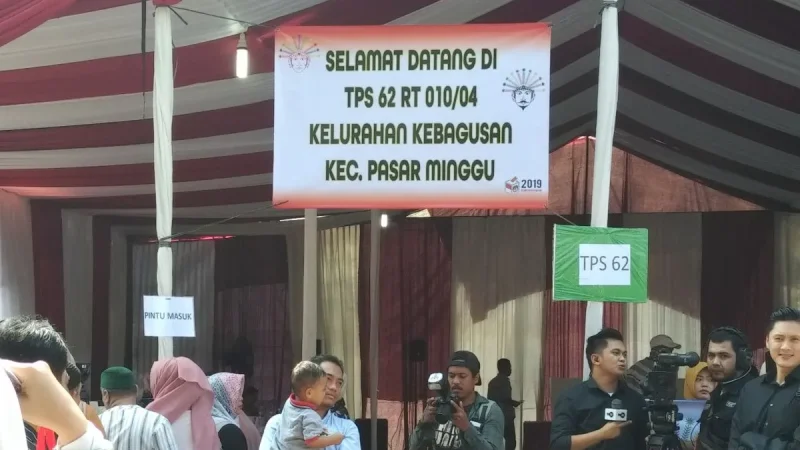 SELAMAT DATANG DI
TPS 62 RT 010/04
KELURAHAN KEBAGUSAN
KEC. PASAR MINGGU
2019
TPS 62
PINTU MASUK